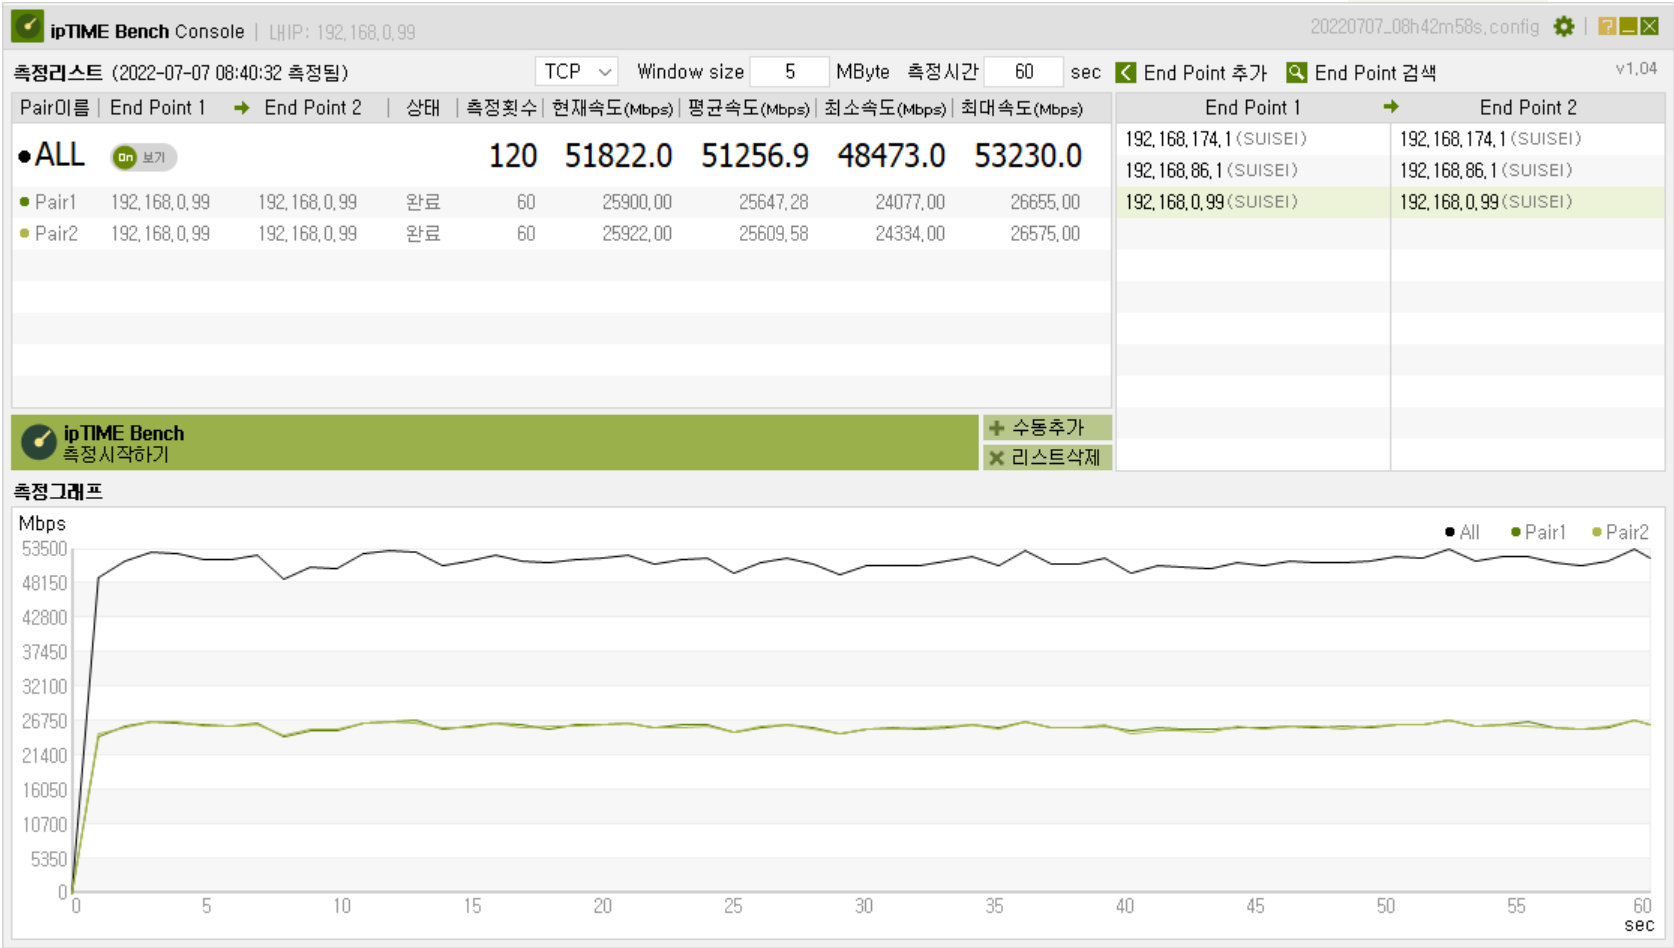 ipTIME Bench Console | 내IP: 192.168.0.99
20220707_08h42m58s.config
측정리스트 (2022-07-07 08:40:32 측정됨)
TCP Window size 5 MByte 측정시간 60 sec
End Point 추가 End Point 검색 v1.04
Pair이름 End Point 1 → End Point 2 상태 측정횟수 현재속도(Mbps) 평균속도(Mbps) 최소속도(Mbps) 최대속도(Mbps)
ALL On 보기 120 51822.0 51256.9 48473.0 53230.0
Pair1 192.168.0.99 192.168.0.99 완료 60 25900.00 25647.28 24077.00 26655.00
Pair2 192.168.0.99 192.168.0.99 완료 60 25922.00 25609.58 24334.00 26575.00
End Point 1 → End Point 2
192.168.174.1(SUISEI) 192.168.174.1(SUISEI)
192.168.86.1(SUISEI) 192.168.86.1(SUISEI)
192.168.0.99(SUISEI) 192.168.0.99(SUISEI)
ipTIME Bench
측정시작하기
수동추가
리스트삭제
측정그래프
Mbps
All Pair1 Pair2
53500
48150
42800
37450
32100
26750
21400
16050
10700
5350
0
0 5 10 15 20 25 30 35 40 45 50 55 60
sec